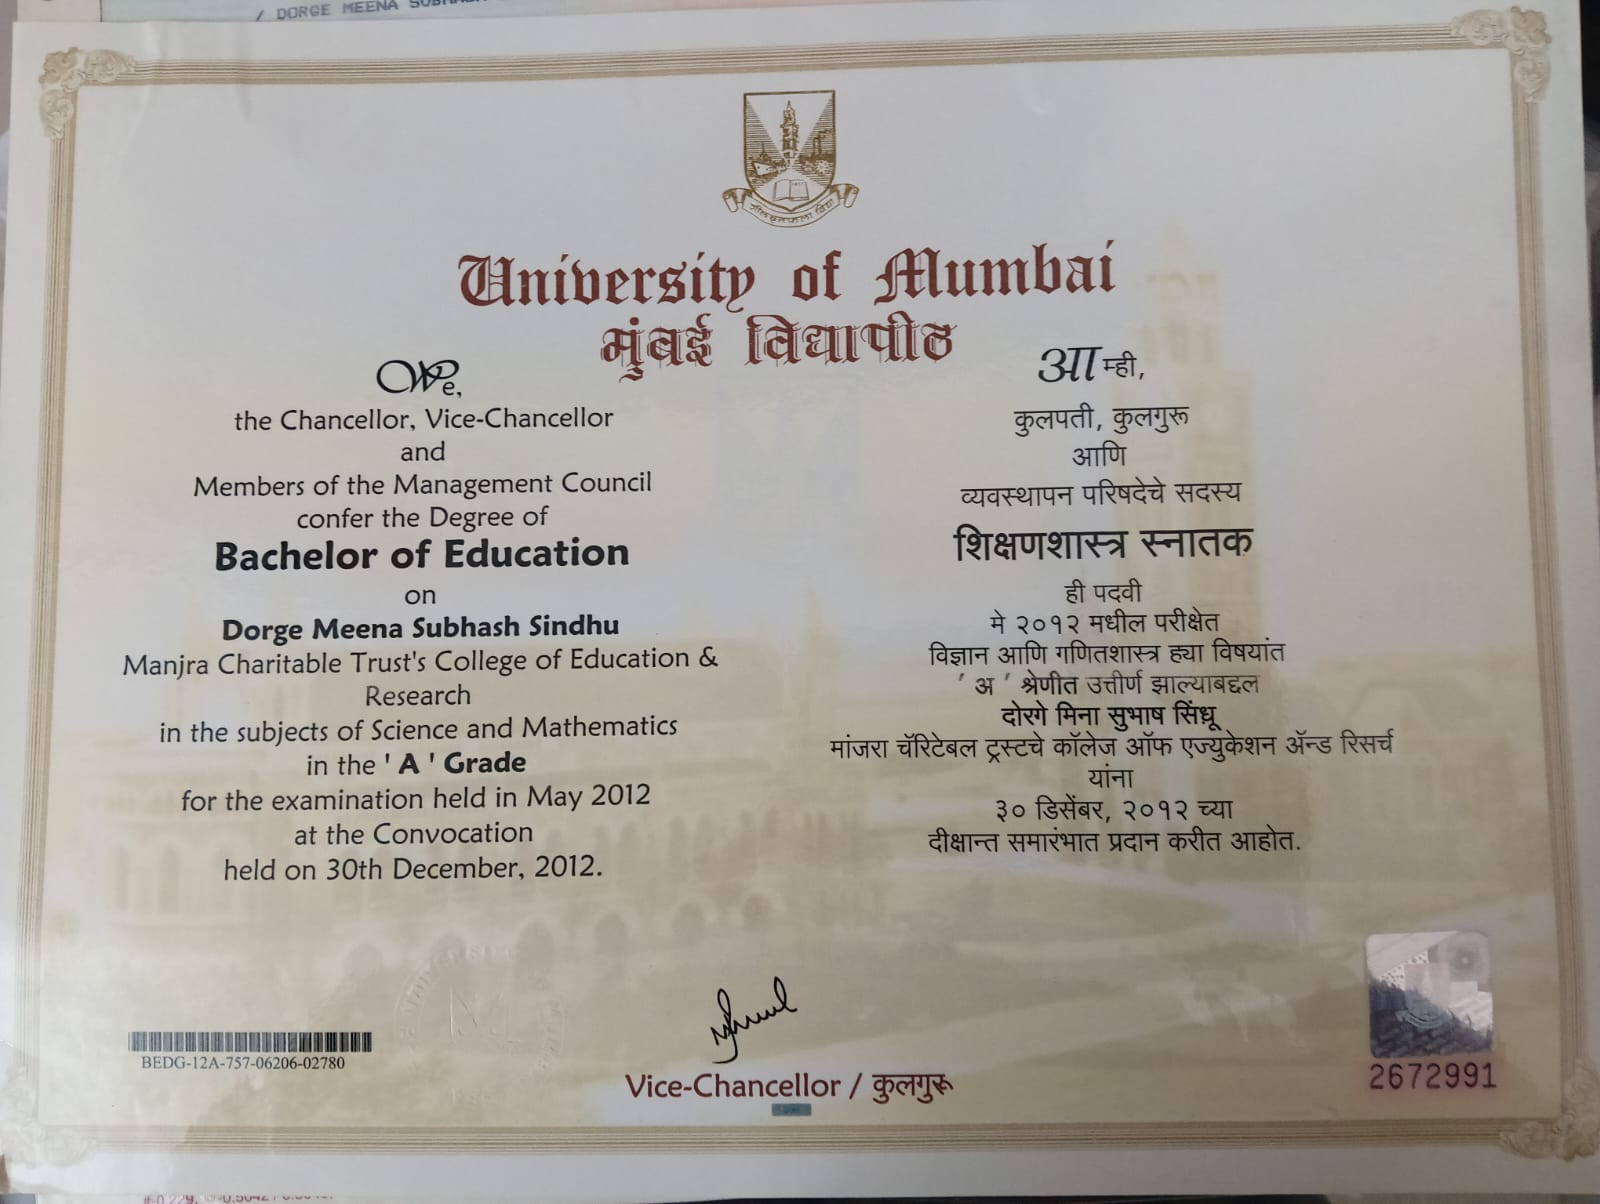 / DORGE MEENA
University of Mumbai
मुंबई विद्यापीठ
We,
the Chancellor, Vice-Chancellor
and
Members of the Management Council
confer the Degree of
Bachelor of Education
on
Dorge Meena Subhash Sindhu
Manjra Charitable Trust's College of Education &
Research
in the subjects of Science and Mathematics
in the ' A ' Grade
for the examination held in May 2012
at the Convocation
held on 30th December, 2012.
आम्ही,
कुलपती, कुलगुरू
आणि
व्यवस्थापन परिषदेचे सदस्य
शिक्षणशास्त्र स्नातक
ही पदवी
मे २०१२ मधील परीक्षेत
विज्ञान आणि गणितशास्त्र ह्या विषयांत
' अ ' श्रेणीत उत्तीर्ण झाल्याबद्दल
दोरगे मिना सुभाष सिंधू
मांजरा चॅरिटेबल ट्रस्टचे कॉलेज ऑफ एज्युकेशन ॲन्ड रिसर्च
यांना
३० डिसेंबर, २०१२ च्या
दीक्षान्त समारंभात प्रदान करीत आहोत.
BEDG-12A-757-06206-02780
Vice-Chancellor / कुलगुरू
2672991